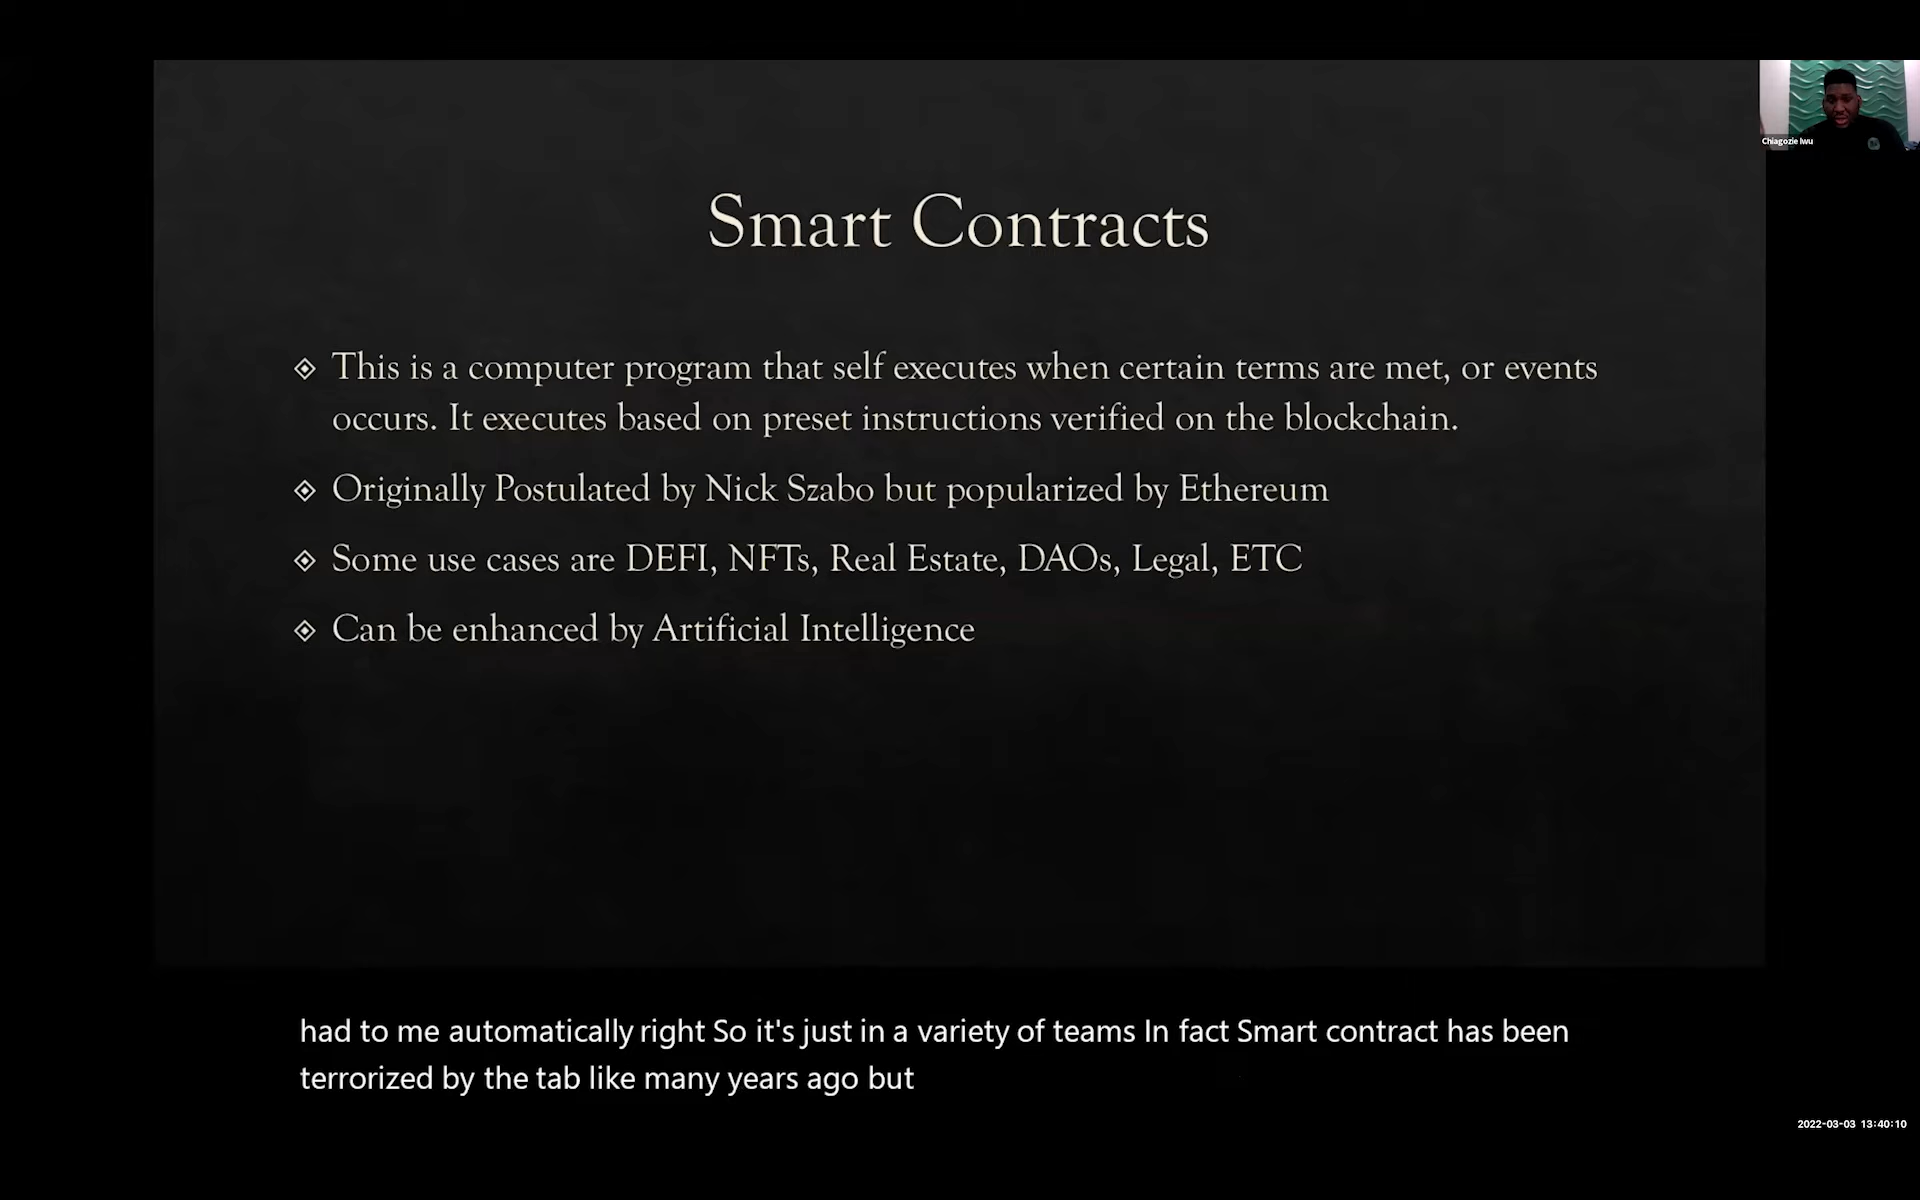 Chiagozie Iwu
Smart Contracts
This is a computer program that self executes when certain terms are met, or events
occurs. It executes based on preset instructions verified on the blockchain.
Originally Postulated by Nick Szabo but popularized by Ethereum
Some use cases are DEFI, NFTs, Real Estate, DAOs, Legal, ETC
Can be enhanced by Artificial Intelligence
had to me automatically right So it's just in a variety of teams In fact Smart contract has been
terrorized by the tab like many years ago but
2022-03-03 13:40:10